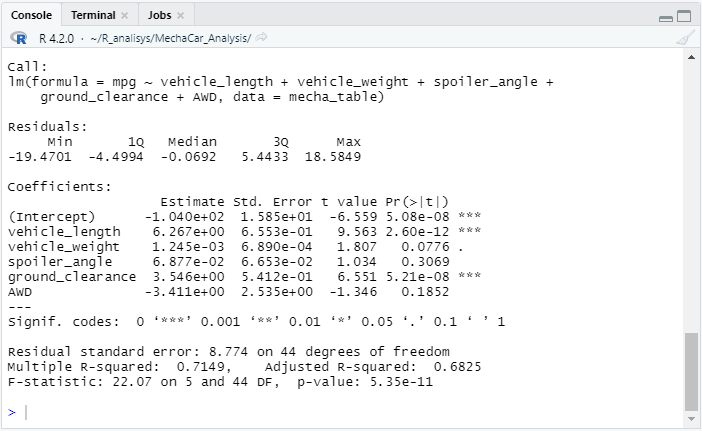 Console Terminal × Jobs ×
R 4.2.0 · ~/R_analisys/MechaCar_Analysis/
Call:
lm(formula = mpg ~ vehicle_length + vehicle_weight + spoiler_angle +
    ground_clearance + AWD, data = mecha_table)

Residuals:
     Min       1Q   Median       3Q      Max
-19.4701  -4.4994  -0.0692   5.4433  18.5849

Coefficients:
                   Estimate Std. Error t value Pr(>|t|)
(Intercept)      -1.040e+02  1.585e+01  -6.559 5.08e-08 ***
vehicle_length    6.267e+00  6.553e-01   9.563 2.60e-12 ***
vehicle_weight    1.245e-03  6.890e-04   1.807   0.0776 .
spoiler_angle     6.877e-02  6.653e-02   1.034   0.3069
ground_clearance  3.546e+00  5.412e-01   6.551 5.21e-08 ***
AWD              -3.411e+00  2.535e+00  -1.346   0.1852
---
Signif. codes:  0 ‘***’ 0.001 ‘**’ 0.01 ‘*’ 0.05 ‘.’ 0.1 ‘ ’ 1

Residual standard error: 8.774 on 44 degrees of freedom
Multiple R-squared:  0.7149,    Adjusted R-squared:  0.6825
F-statistic: 22.07 on 5 and 44 DF,  p-value: 5.35e-11

>